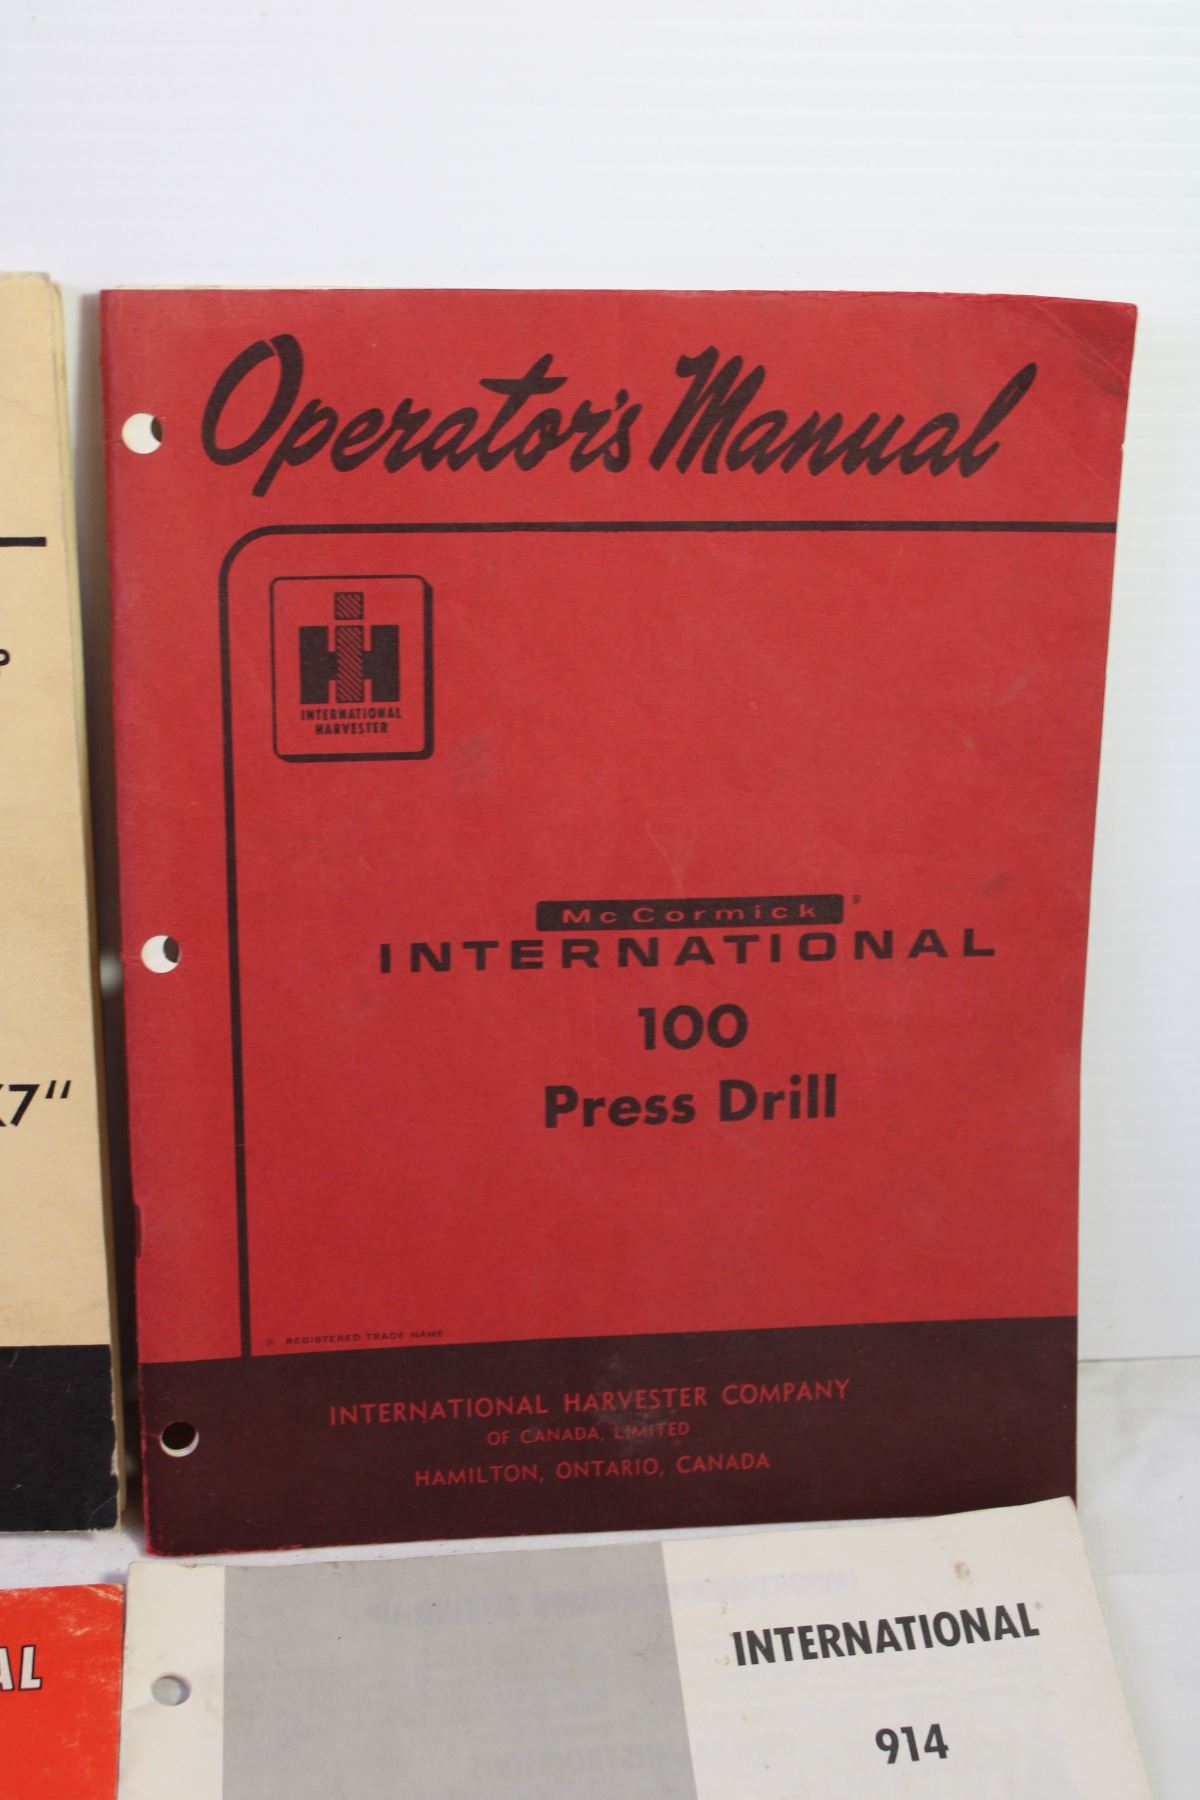 Operator's Manual
IH
INTERNATIONAL
HARVESTER
McCormick®
INTERNATIONAL
100
Press Drill
® REGISTERED TRADE NAME
INTERNATIONAL HARVESTER COMPANY
OF CANADA, LIMITED
HAMILTON, ONTARIO, CANADA
P
X7"
AL
INTERNATIONAL®
914